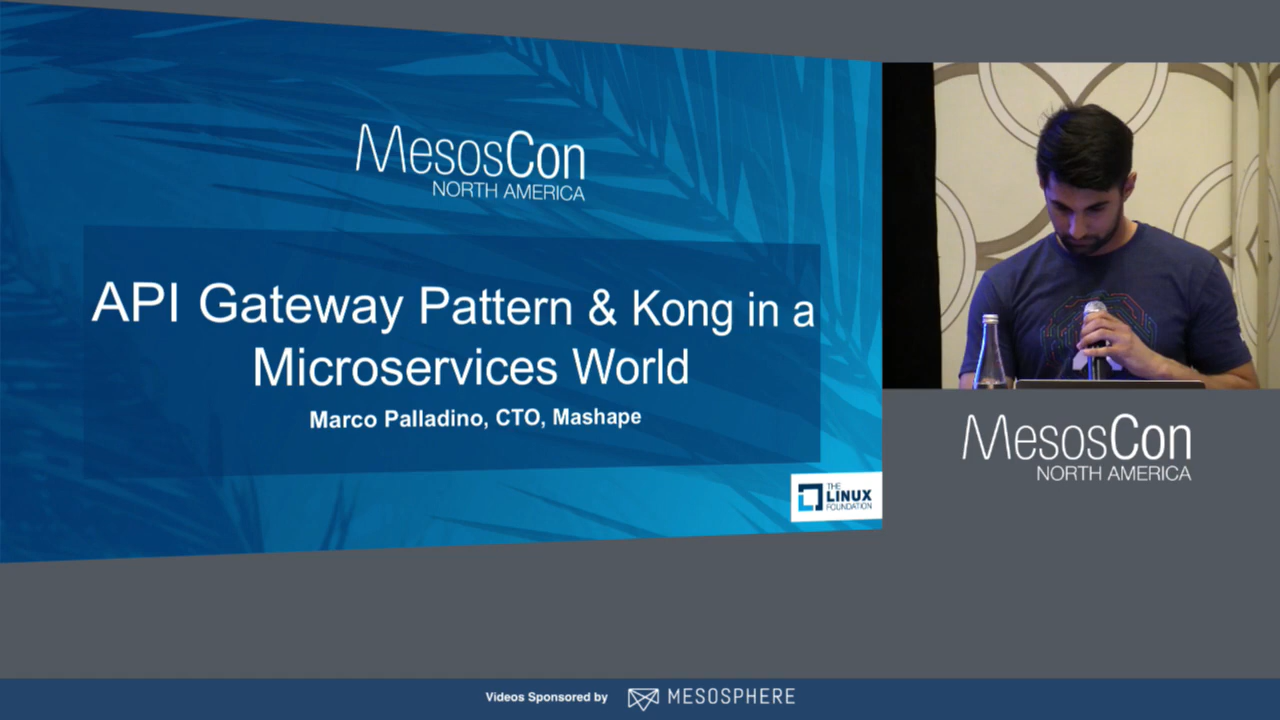 MesosCon
NORTH AMERICA
API Gateway Pattern & Kong in a
Microservices World
Marco Palladino, CTO, Mashape
THE
LINUX
FOUNDATION
MesosCon
NORTH AMERICA
Videos Sponsored by MESOSPHERE